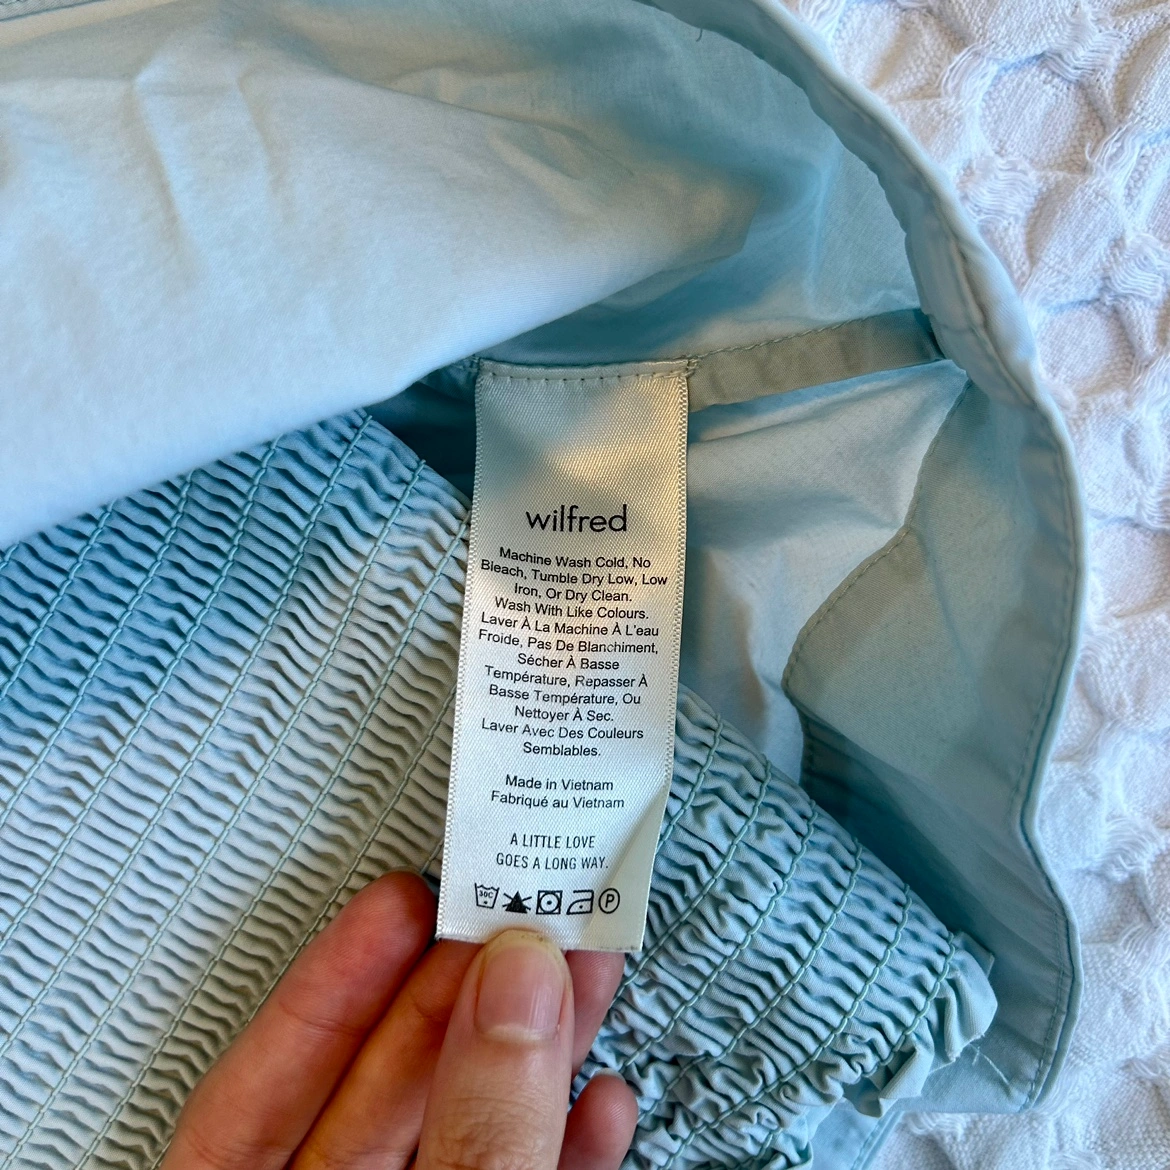 wilfred
Machine Wash Cold, No
Bleach, Tumble Dry Low, Low
Iron, Or Dry Clean.
Wash With Like Colours.
Laver À La Machine À L'eau
Froide, Pas De Blanchiment,
Sécher À Basse
Température, Repasser À
Basse Température, Ou
Nettoyer À Sec.
Laver Avec Des Couleurs
Semblables.
Made in Vietnam
Fabriqué au Vietnam
A LITTLE LOVE
GOES A LONG WAY.
30C P